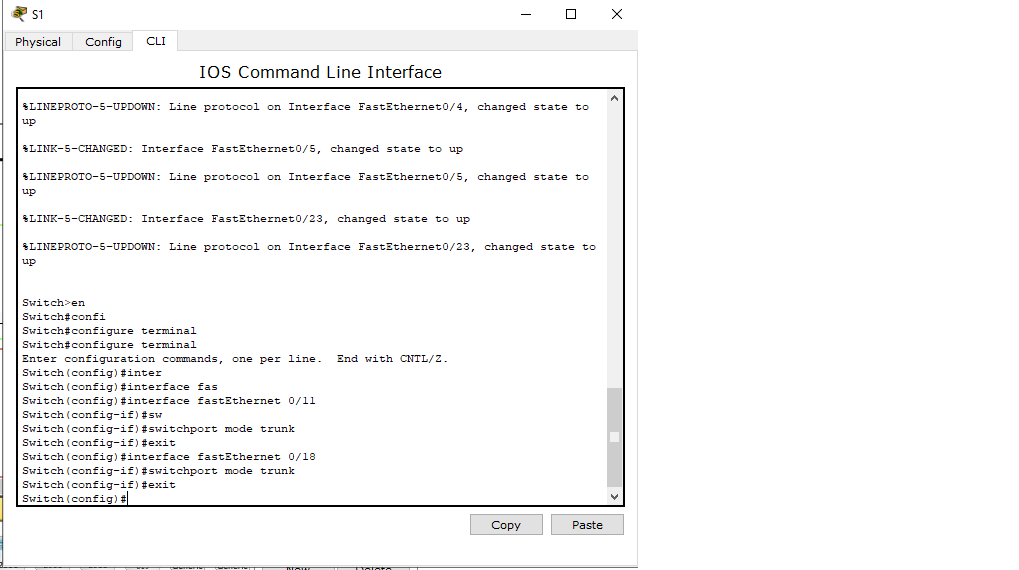 S1
Physical Config CLI
IOS Command Line Interface
%LINEPROTO-5-UPDOWN: Line protocol on Interface FastEthernet0/4, changed state to
up
%LINK-5-CHANGED: Interface FastEthernet0/5, changed state to up
%LINEPROTO-5-UPDOWN: Line protocol on Interface FastEthernet0/5, changed state to
up
%LINK-5-CHANGED: Interface FastEthernet0/23, changed state to up
%LINEPROTO-5-UPDOWN: Line protocol on Interface FastEthernet0/23, changed state to
up
Switch>en
Switch#confi
Switch#configure terminal
Switch#configure terminal
Enter configuration commands, one per line.  End with CNTL/Z.
Switch(config)#inter
Switch(config)#interface fas
Switch(config)#interface fastEthernet 0/11
Switch(config-if)#sw
Switch(config-if)#switchport mode trunk
Switch(config-if)#exit
Switch(config)#interface fastEthernet 0/18
Switch(config-if)#switchport mode trunk
Switch(config-if)#exit
Switch(config)#
Copy Paste